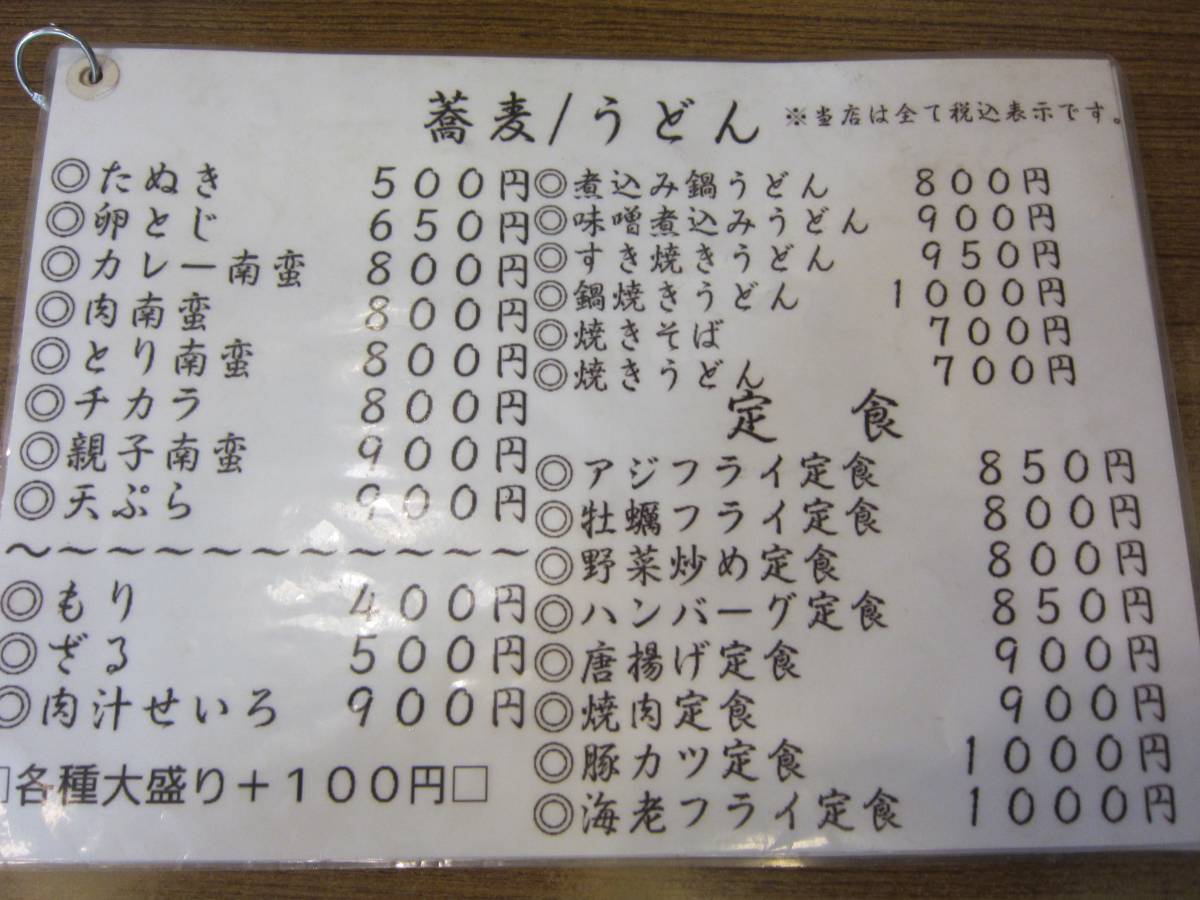 蕎麦/うどん ※当店は全て税込表示です。
◎たぬき 500円
◎卵とじ 650円
◎カレー南蛮 800円
◎肉南蛮 800円
◎とり南蛮 800円
◎チカラ 800円
◎親子南蛮 900円
◎天ぷら 900円
〜〜〜〜〜〜〜〜〜〜〜
◎もり 400円
◎ざる 500円
◎肉汁せいろ 900円
□各種大盛り+100円□
◎煮込み鍋うどん 800円
◎味噌煮込みうどん 900円
◎すき焼きうどん 950円
◎鍋焼きうどん 1000円
◎焼きそば 700円
◎焼きうどん 700円
定 食
◎アジフライ定食 850円
◎牡蠣フライ定食 800円
◎野菜炒め定食 800円
◎ハンバーグ定食 850円
◎唐揚げ定食 900円
◎焼肉定食 900円
◎豚カツ定食 1000円
◎海老フライ定食 1000円